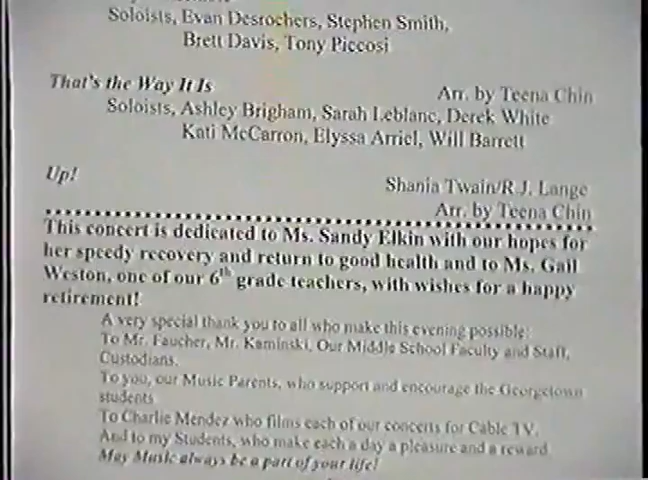 Soloists, Evan Desrochers, Stephen Smith,
Brett Davis, Tony Piccosi
That's the Way It Is Arr. by Teena Chin
Soloists, Ashley Brigham, Sarah Leblanc, Derek White
Kati McCarron, Elyssa Arriel, Will Barrett
Up! Shania Twain/R.J. Lange
Arr. by Teena Chin
This concert is dedicated to Ms. Sandy Elkin with our hopes for
her speedy recovery and return to good health and to Ms. Gail
Weston, one of our 6th grade teachers, with wishes for a happy
retirement!
A very special thank you to all who make this evening possible:
To Mr. Faucher, Mr. Kaminski, Our Middle School Faculty and Staff,
Custodians.
To you, our Music Parents, who support and encourage the Georgetown
students
To Charlie Mendez who films each of our concerts for Cable TV.
And to my Students, who make each a day a pleasure and a reward
May Music always be a part of your life!